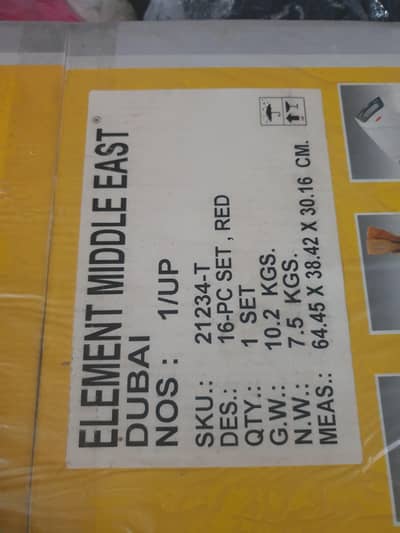 ELEMENT MIDDLE EAST®
DUBAI
NOS : 1/UP
SKU.: 21234-T
DES.: 16-PC SET , RED
QTY.: 1 SET
G.W.: 10.2 KGS.
N.W.: 7.5 KGS.
MEAS.: 64.45 X 38.42 X 30.16 CM.